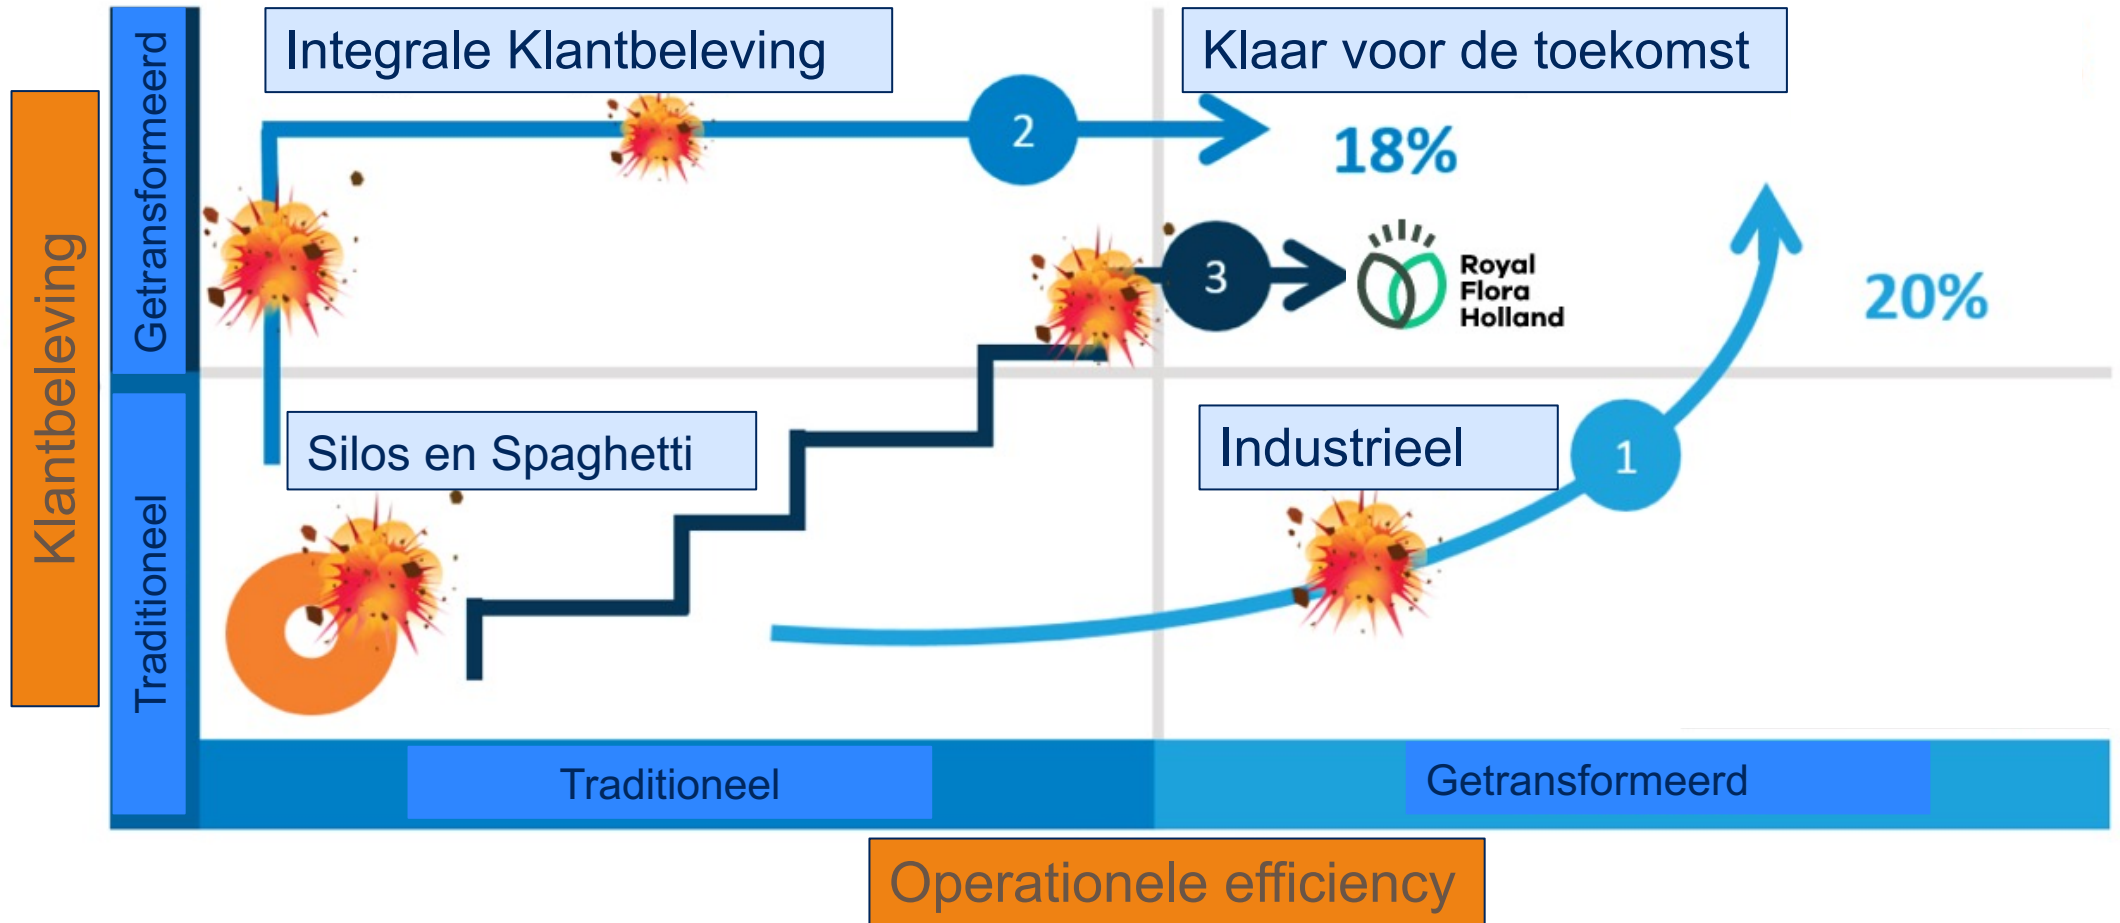 Integrale Klantbeleving
Klaar voor de toekomst
Klantbeleving
Getransformeerd
Traditioneel
2
18%
3
Royal
Flora
Holland
20%
Silos en Spaghetti
Industrieel
1
Traditioneel
Getransformeerd
Operationele efficiency